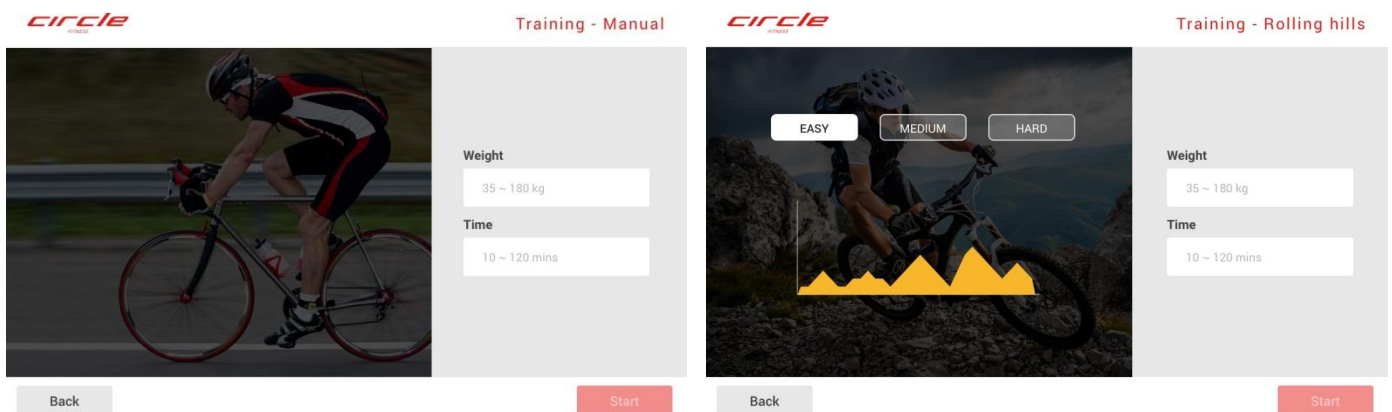 circle
FITNESS
Training - Manual
Weight
35 ~ 180 kg
Time
10 ~ 120 mins
Back
Start
circle
FITNESS
Training - Rolling hills
EASY
MEDIUM
HARD
Weight
35 ~ 180 kg
Time
10 ~ 120 mins
Back
Start